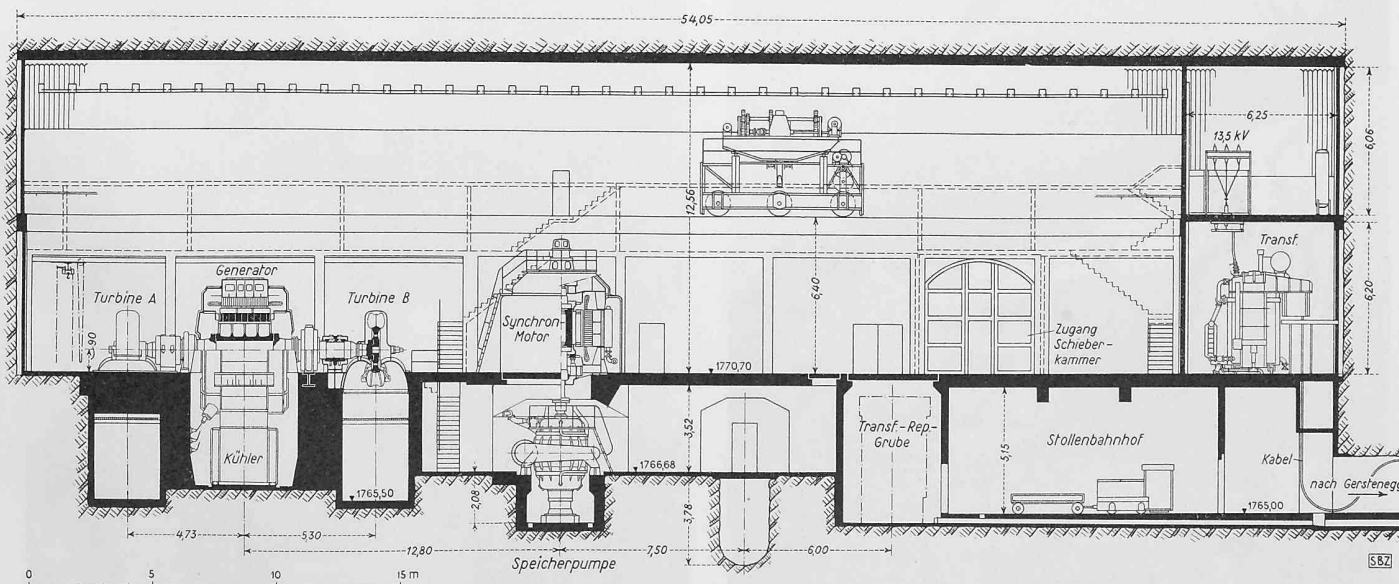 54,05
6,25
13,5 kV
6,06
12,56
Generator
Turbine A
Turbine B
Synchron-
Motor
6,40
Zugang
Schieber-
kammer
Transf.
6,20
1,90
1770,70
3,52
Transf.-Rep.-
Grube
5,15
Stollenbahnhof
Kühler
1766,68
Kabel
nach Gerstenegg
1765,50
2,08
3,78
1765,00
4,73
5,30
12,80
7,50
6,00
Speicherpumpe
SBZ
0 5 10 15 m